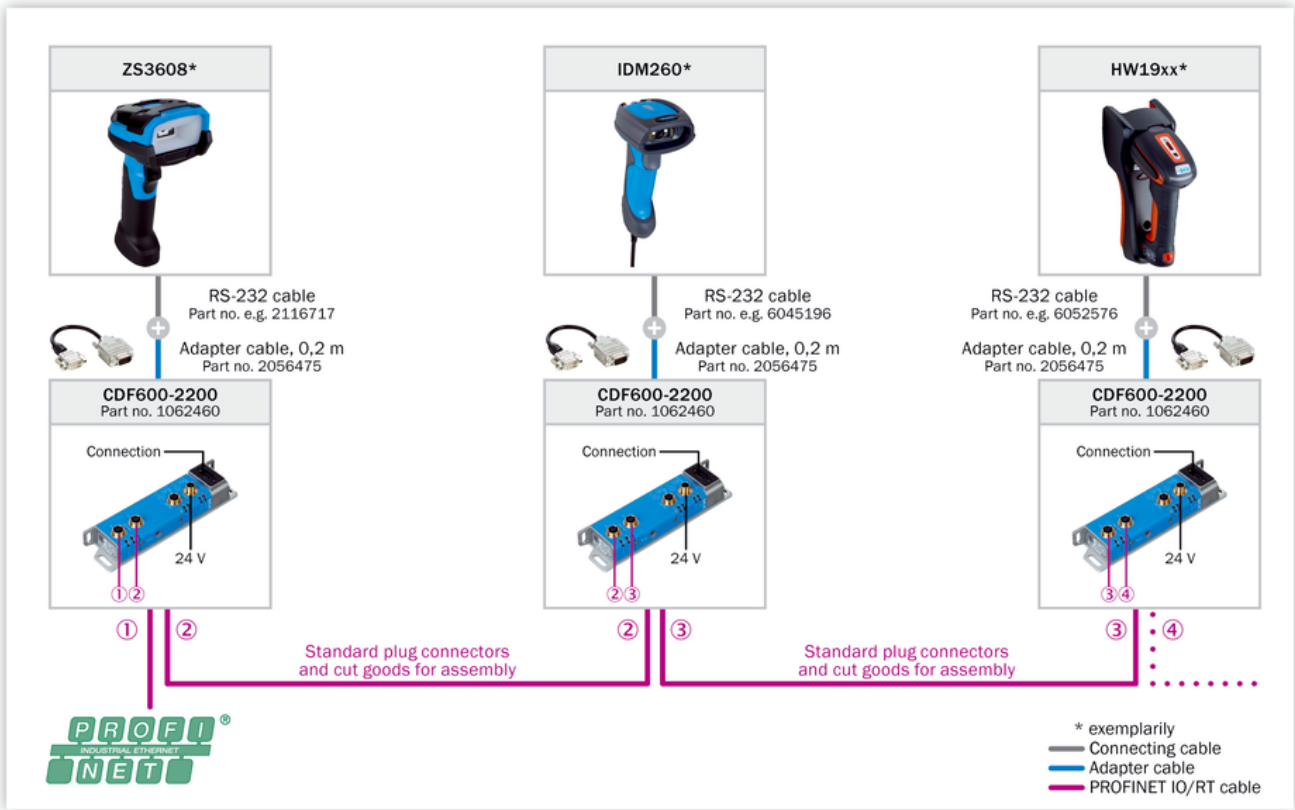 ZS3608*
IDM260*
HW19xx*
RS-232 cable
Part no. e.g. 2116717
Adapter cable, 0,2 m
Part no. 2056475
RS-232 cable
Part no. e.g. 6045196
Adapter cable, 0,2 m
Part no. 2056475
RS-232 cable
Part no. e.g. 6052576
Adapter cable, 0,2 m
Part no. 2056475
CDF600-2200
Part no. 1062460
Connection
24 V
①②
CDF600-2200
Part no. 1062460
Connection
24 V
②③
CDF600-2200
Part no. 1062460
Connection
24 V
③④
① ②
② ③
③ ④
Standard plug connectors
and cut goods for assembly
Standard plug connectors
and cut goods for assembly
PROFI®
INDUSTRIAL ETHERNET
NET
* exemplarily
Connecting cable
Adapter cable
PROFINET IO/RT cable